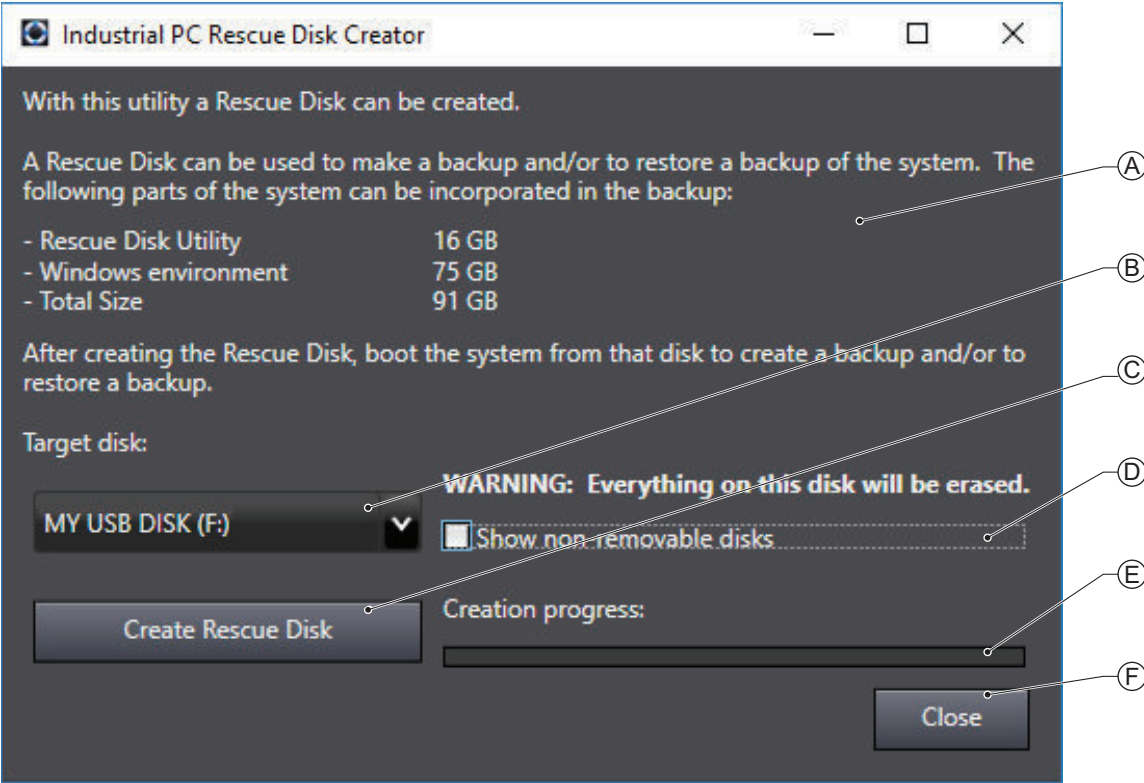 Industrial PC Rescue Disk Creator
With this utility a Rescue Disk can be created.
A Rescue Disk can be used to make a backup and/or to restore a backup of the system. The
following parts of the system can be incorporated in the backup:
A
- Rescue Disk Utility 16 GB
- Windows environment 75 GB
- Total Size 91 GB
B
After creating the Rescue Disk, boot the system from that disk to create a backup and/or to
restore a backup.
C
Target disk:
WARNING: Everything on this disk will be erased.
D
MY USB DISK (F:)
Show non-removable disks
E
Creation progress:
Create Rescue Disk
F
Close